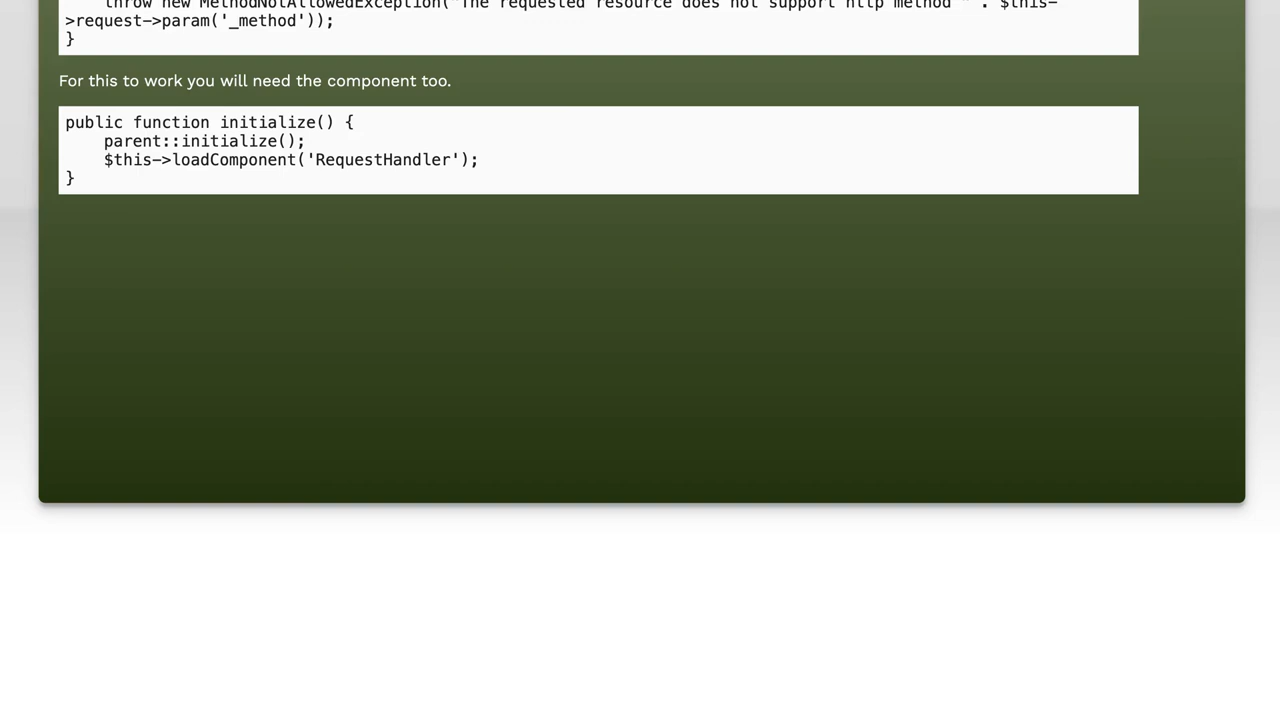 throw new MethodNotAllowedException("The requested resource does not support http method " . $this-
>request->param('_method'));
}
For this to work you will need the component too.
public function initialize() {
    parent::initialize();
    $this->loadComponent('RequestHandler');
}